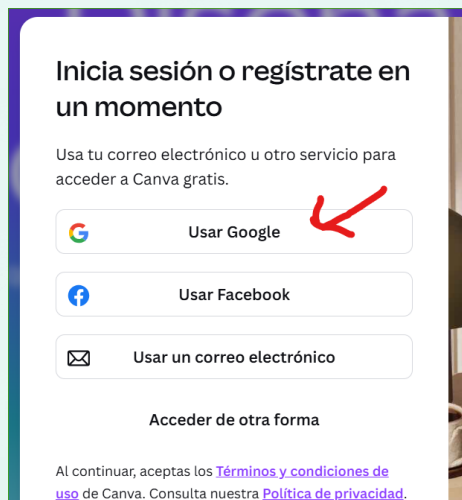 Inicia sesión o regístrate en
un momento
Usa tu correo electrónico u otro servicio para
acceder a Canva gratis.
Usar Google
Usar Facebook
Usar un correo electrónico
Acceder de otra forma
Al continuar, aceptas los Términos y condiciones de
uso de Canva. Consulta nuestra Política de privacidad.